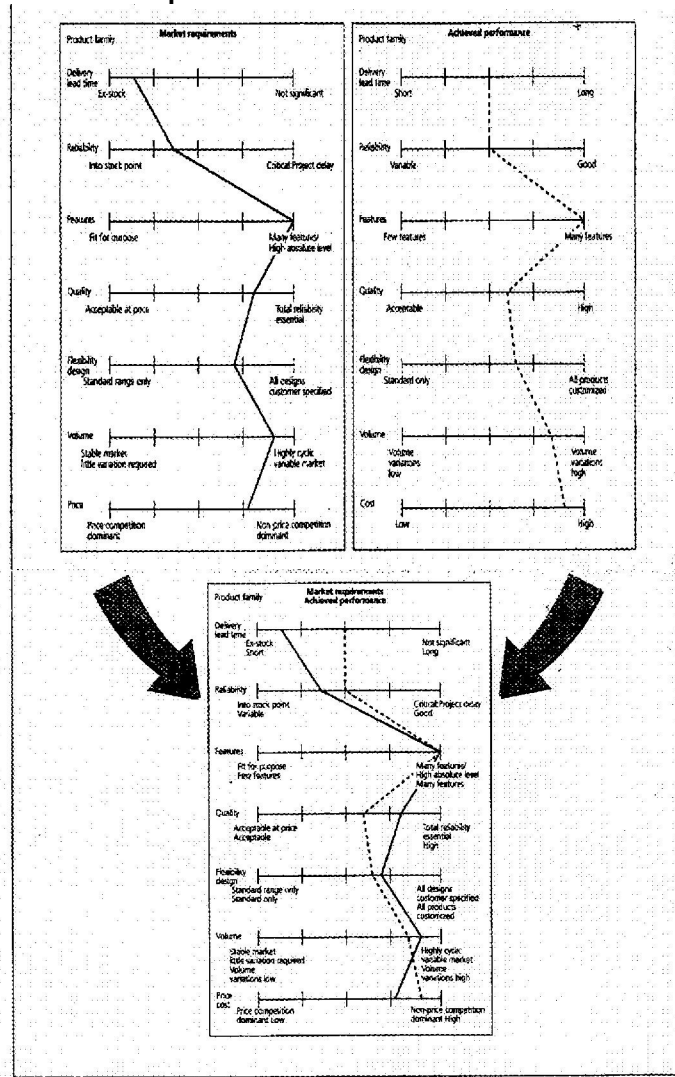 Market requirements
Product family
Delivery
lead time
Ex-stock
Not significant
Reliability
Into stock point
Critical Project delay
Features
Fit for purpose
Many features/
High absolute level
Quality
Acceptable at price
Total reliability
essential
Flexibility
design
Standard range only
All designs
customer specified
Volume
Stable market
little variation required
Highly cyclic
variable market
Price
Price competition
dominant
Non price competition
dominant
Achieved performance
Product family
Delivery
lead time
Short
Long
Reliability
Variable
Good
Features
Few features
Many features
Quality
Acceptable
High
Flexibility
design
Standard only
All products
customized
Volume
Volume
variations
low
Volume
variations
high
Cost
Low
High
Market requirements
Achieved performance
Product family
Delivery
lead time
Ex-stock
Short
Not significant
Long
Reliability
Into stock point
Variable
Critical Project delay
Good
Features
Fit for purpose
Few features
Many features/
High absolute level
Many features
Quality
Acceptable at price
Acceptable
Total reliability
essential
High
Flexibility
design
Standard range only
Standard only
All designs
customer specified
All products
customized
Volume
Stable market
little variation required
Volume
variations low
Highly cyclic
variable market
Volume
variations high
Price
cost
Price competition
dominant Low
Non-price competition
dominant High